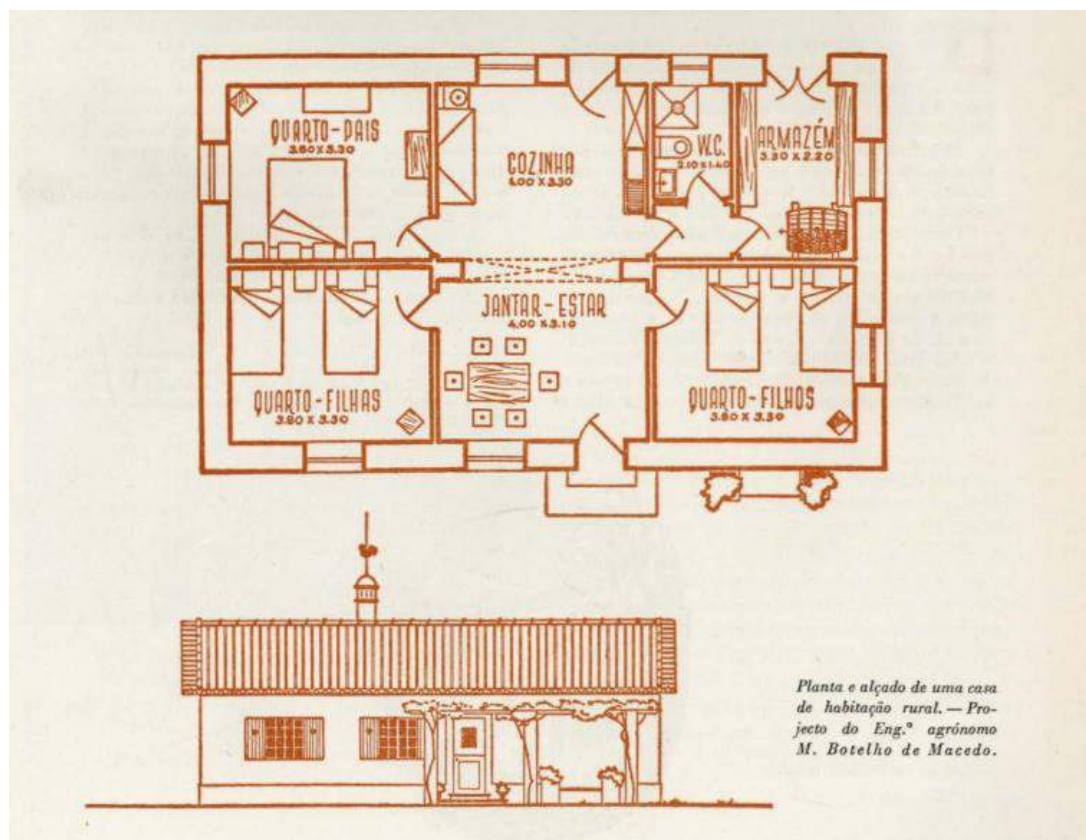 QUARTO-PAIS
3.80 X 3.30
COZINHA
4.00 X 3.30
W.C.
2.10 X 1.40
ARMAZÉM
3.30 X 2.20
JANTAR-ESTAR
4.00 X 3.10
QUARTO-FILHAS
3.80 X 3.30
QUARTO-FILHOS
3.80 X 3.30
Planta e alçado de uma casa
de habitação rural. — Pro-
jecto do Eng.º agrónomo
M. Botelho de Macedo.